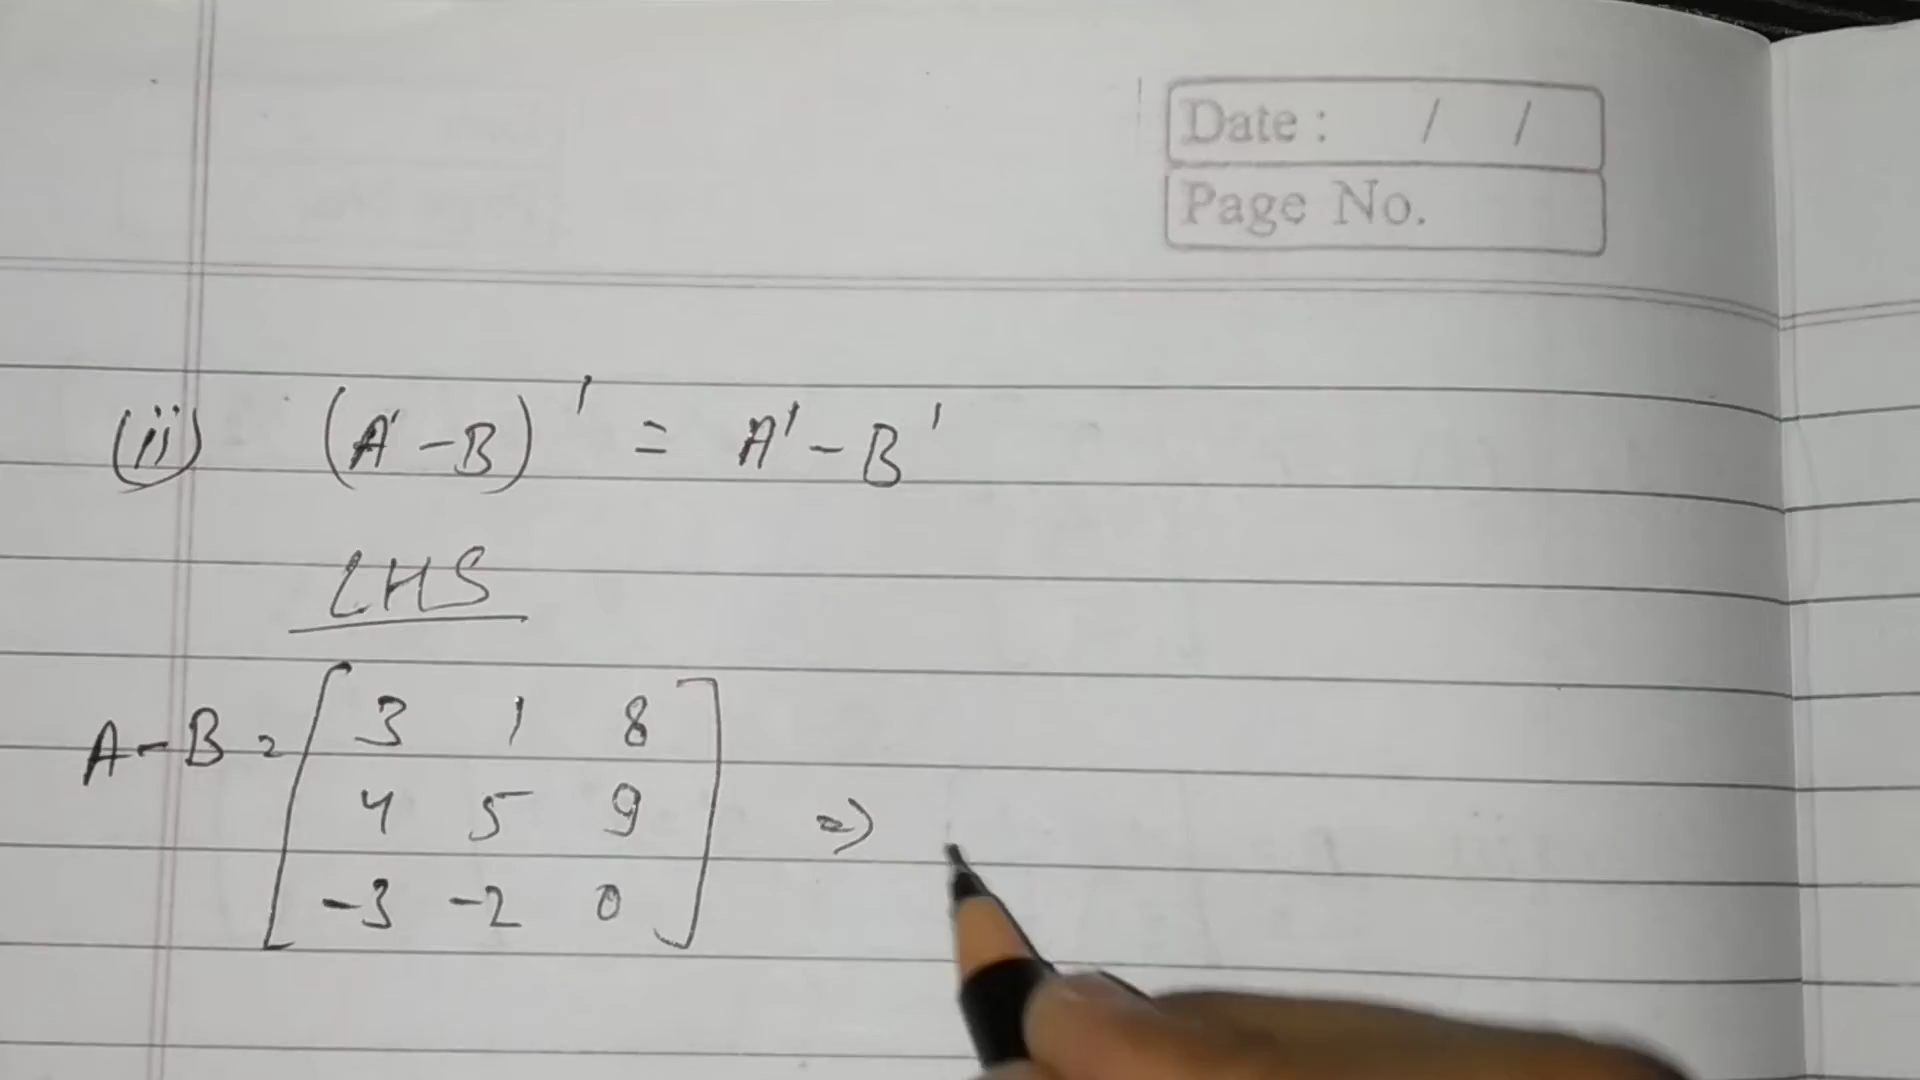 Date : / /
Page No.
(ii) (A' - B)' = A' - B'
LHS
A - B =
3 1 8
4 5 9
-3 -2 0
⇒